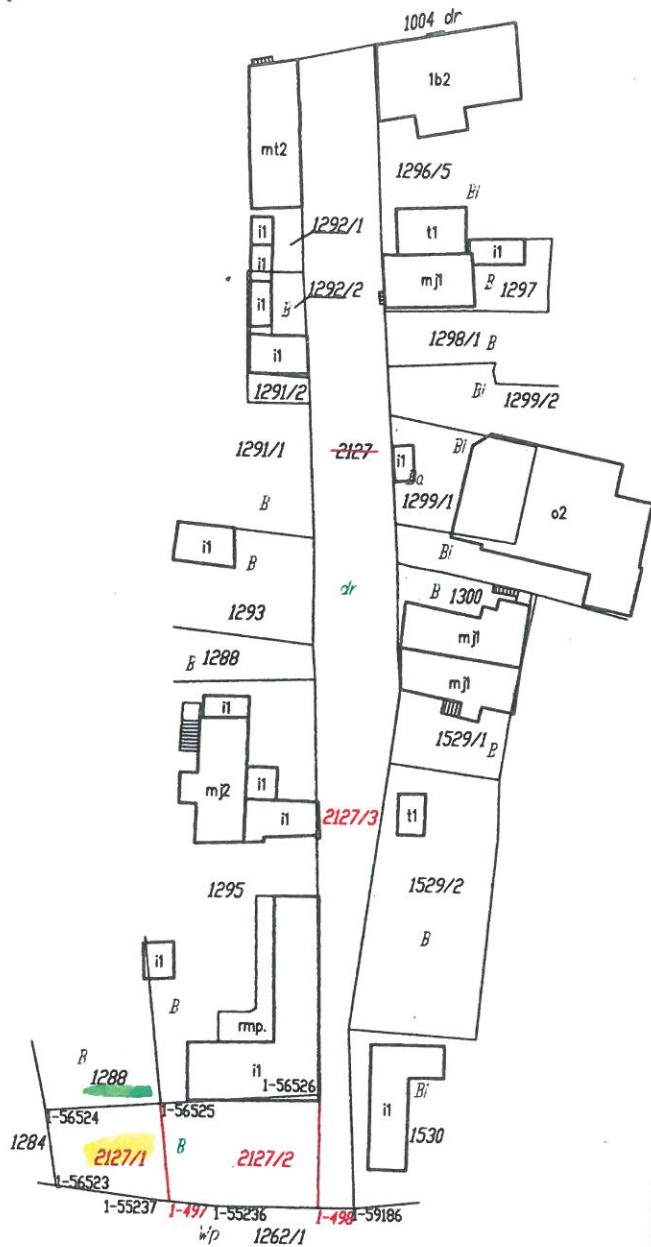 1004 dr
1b2
mt2
1296/5
Bi
i1
1292/1
t1
i1
i1
mj1
B 1297
1292/2
i1
B
1298/1 B
i1
Bi
1299/2
1291/2
1291/1
2127
Bi
i1
Ba
1299/1
o2
B
i1
B
Bi
dr
B 1300
1293
mj1
B 1288
mj1
i1
1529/1 B
mj2
i1
i1
2127/3
t1
1295
1529/2
B
i1
B
rmp.
B
1288
i1
1-56526
i1
Bi
1-56524
1-56525
1530
1284
2127/1
B
2127/2
1-56523
1-55237
1-497
1-55236
1-498
1-59186
Wp
1262/1